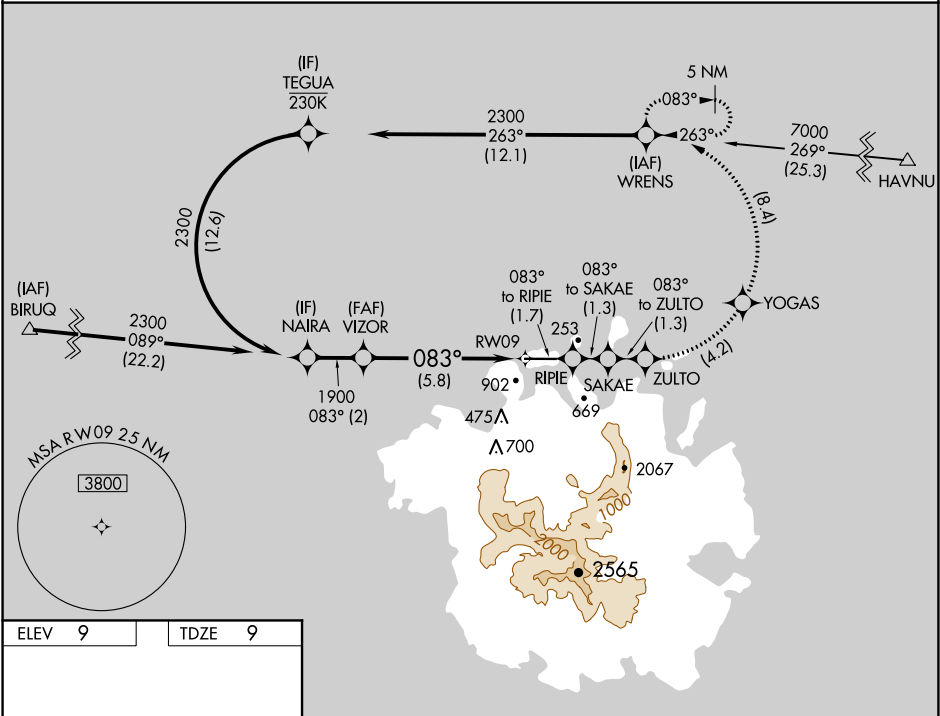 (IF)
TEGUA
230K
2300
263°
(12.1)
5 NM
083°
263°
(IAF)
WRENS
7000
269°
(25.3)
HAVNU
2300
(12.6)
(8.4)
(IAF)
BIRUQ
2300
089°
(22.2)
(IF)
NAIRA
(FAF)
VIZOR
1900
083° (2)
083°
(5.8)
RW09
083°
to RIPIE
(1.7)
083°
to SAKAE
(1.3)
083°
to ZULTO
(1.3)
253
RIPIE
SAKAE
ZULTO
YOGAS
(4.2)
902
475
700
669
2067
1000
2000
2565
MSA RW09 25 NM
3800
ELEV 9
TDZE 9